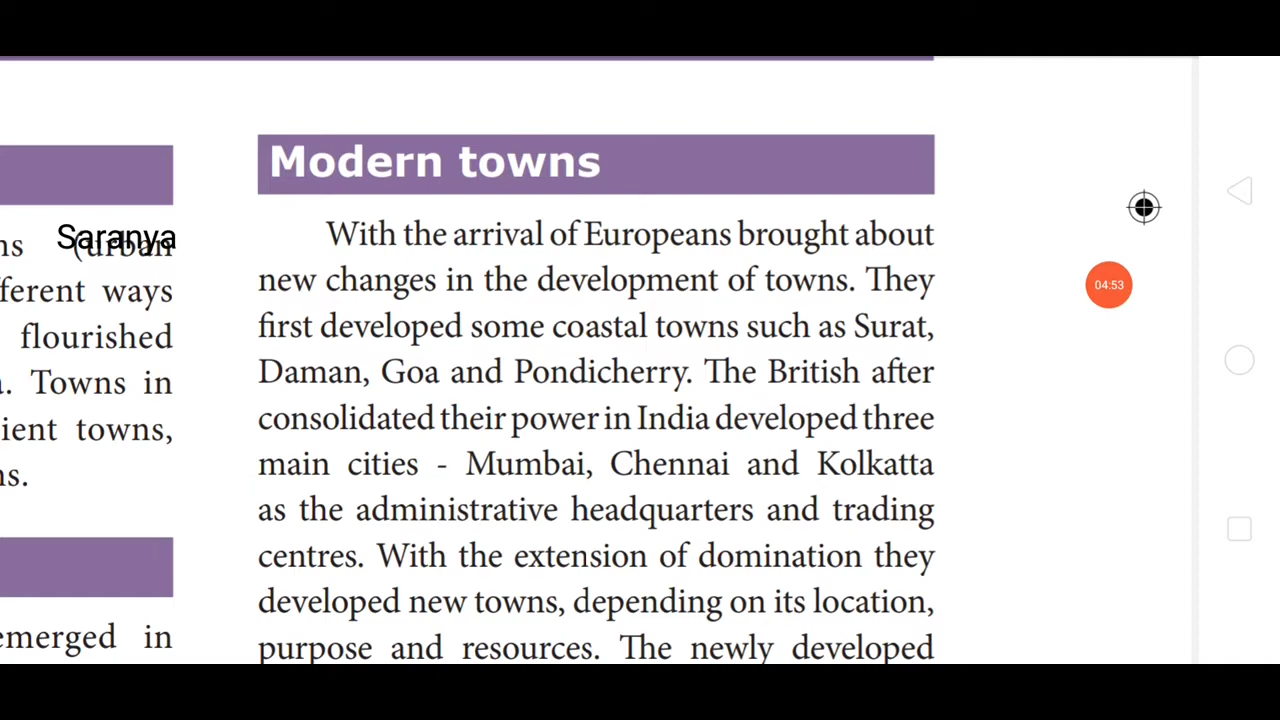 Modern towns
With the arrival of Europeans brought about
new changes in the development of towns. They
first developed some coastal towns such as Surat,
Daman, Goa and Pondicherry. The British after
consolidated their power in India developed three
main cities - Mumbai, Chennai and Kolkatta
as the administrative headquarters and trading
centres. With the extension of domination they
developed new towns, depending on its location,
purpose and resources. The newly developed
Saranya
(urban
ways
flourished
Towns in
towns,
emerged in
04:53